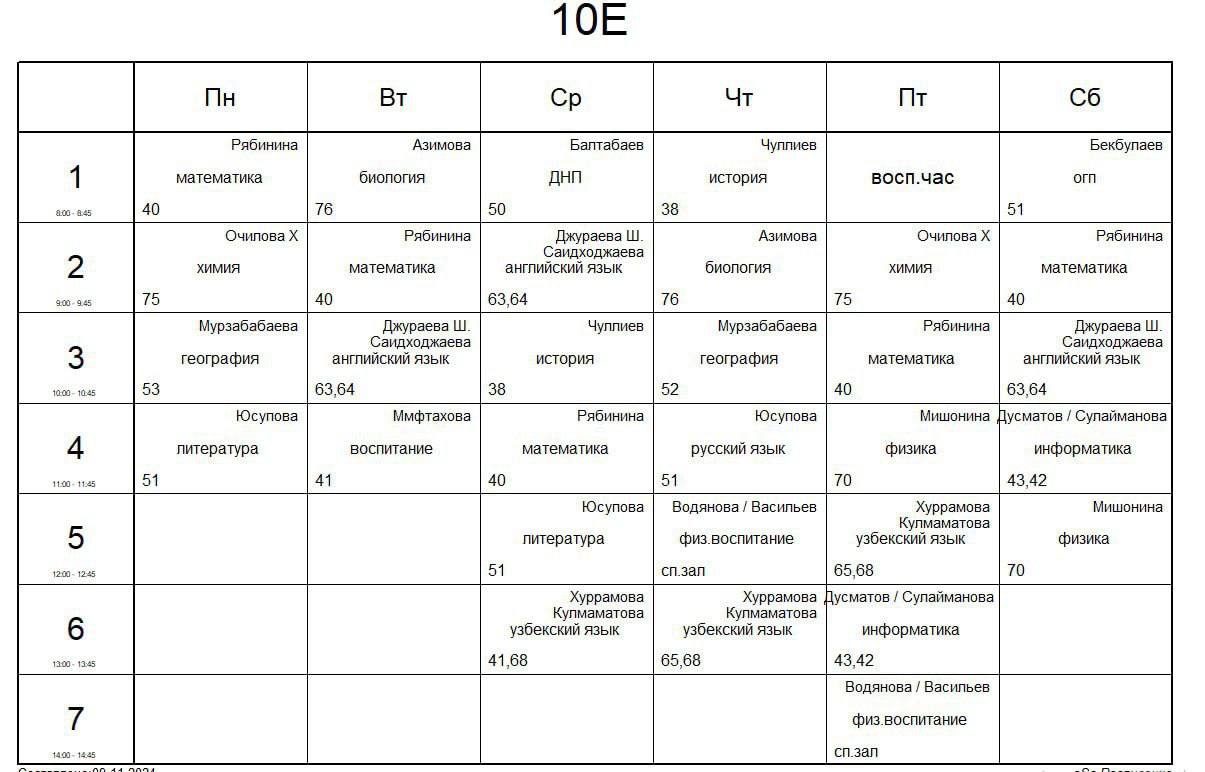 10Е
Пн Вт Ср Чт Пт Сб
1
8:00 - 8:45
Рябинина
математика
40
Азимова
биология
76
Балтабаев
ДНП
50
Чуллиев
история
38
восп.час
Бекбулаев
огп
51
2
9:00 - 9:45
Очилова Х
химия
75
Рябинина
математика
40
Джураева Ш.
Саидходжаева
английский язык
63,64
Азимова
биология
76
Очилова Х
химия
75
Рябинина
математика
40
3
10:00 - 10:45
Мурзабабаева
география
53
Джураева Ш.
Саидходжаева
английский язык
63,64
Чуллиев
история
38
Мурзабабаева
география
52
Рябинина
математика
40
Джураева Ш.
Саидходжаева
английский язык
63,64
4
11:00 - 11:45
Юсупова
литература
51
Ммфтахова
воспитание
41
Рябинина
математика
40
Юсупова
русский язык
51
Мишонина
физика
70
Дусматов / Сулайманова
информатика
43,42
5
12:00 - 12:45
Юсупова
литература
51
Водянова / Васильев
физ.воспитание
сп.зал
Хуррамова
Кулмаматова
узбекский язык
65,68
Мишонина
физика
70
6
13:00 - 13:45
Хуррамова
Кулмаматова
узбекский язык
41,68
Хуррамова
Кулмаматова
узбекский язык
65,68
Дусматов / Сулайманова
информатика
43,42
7
14:00 - 14:45
Водянова / Васильев
физ.воспитание
сп.зал